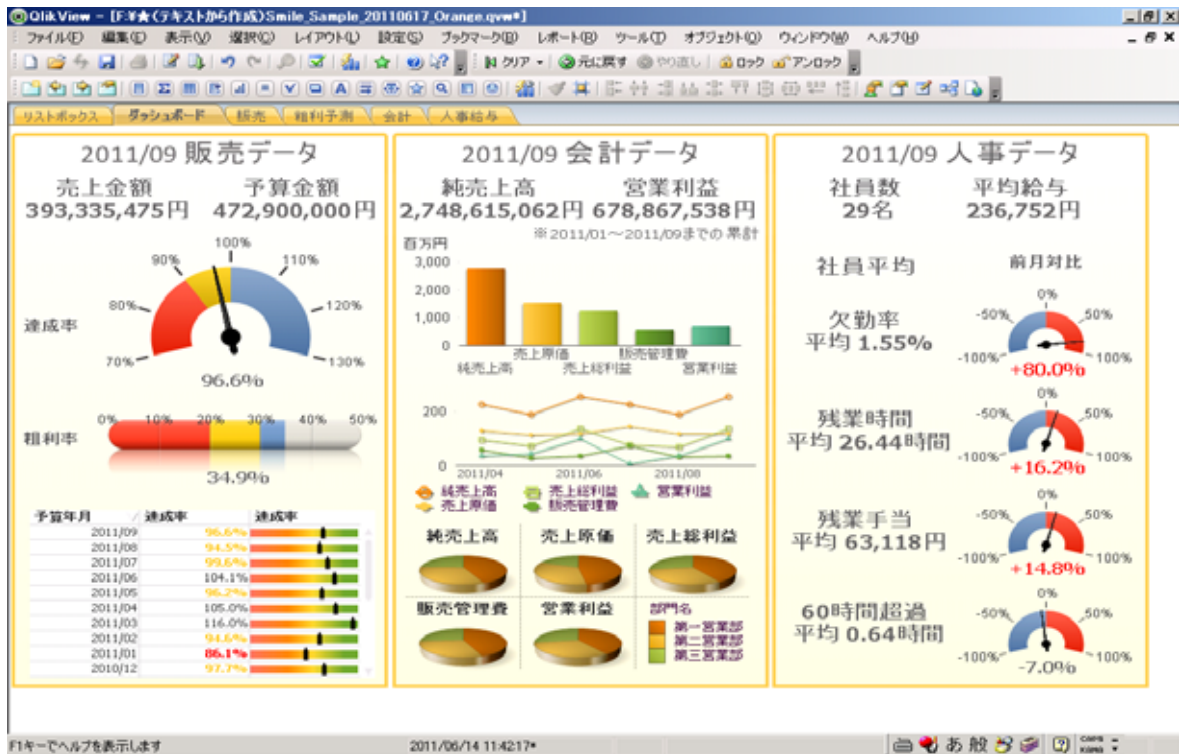 QlikView - [F:¥★(テキストから作成)Smile_Sample_20110617_Orange.qvw*]
ファイル(F) 編集(E) 表示(V) 選択(C) レイアウト(L) 設定(S) ブックマーク(B) レポート(R) ツール(T) オブジェクト(O) ウィンドウ(W) ヘルプ(H)
クリア 元に戻す やり直し ロック アンロック
リストボックス ダッシュボード 販売 粗利予測 会計 人事給与
2011/09 販売データ
売上金額 予算金額
393,335,475円 472,900,000円
100%
90% 110%
80% 120%
達成率
70% 130%
96.6%
0% 10% 20% 30% 40% 50%
粗利率
34.9%
予算年月 達成率 達成率
2011/09 96.6%
2011/08 94.5%
2011/07 99.6%
2011/06 104.1%
2011/05 96.2%
2011/04 105.0%
2011/03 116.0%
2011/02 94.6%
2011/01 86.1%
2010/12 97.7%
2011/09 会計データ
純売上高 営業利益
2,748,615,062円 678,867,538円
※2011/01～2011/09までの累計
百万円
3,000
2,000
1,000
0
売上原価 販売管理費
純売上高 売上総利益 営業利益
200
0
2011/04 2011/06 2011/08
純売上高 売上総利益 営業利益
売上原価 販売管理費
純売上高 売上原価 売上総利益
販売管理費 営業利益 部門名
第一営業部
第二営業部
第三営業部
2011/09 人事データ
社員数 平均給与
29名 236,752円
社員平均 前月対比
0%
-50% 50%
欠勤率
平均 1.55%
-100% 100%
+80.0%
0%
-50% 50%
残業時間
平均 26.44時間
-100% 100%
+16.2%
0%
-50% 50%
残業手当
平均 63,118円
-100% 100%
+14.8%
0%
-50% 50%
60時間超過
平均 0.64時間
-100% 100%
-7.0%
F1キーでヘルプを表示します 2011/06/14 11:42:17* あ 般 CAPS KANA